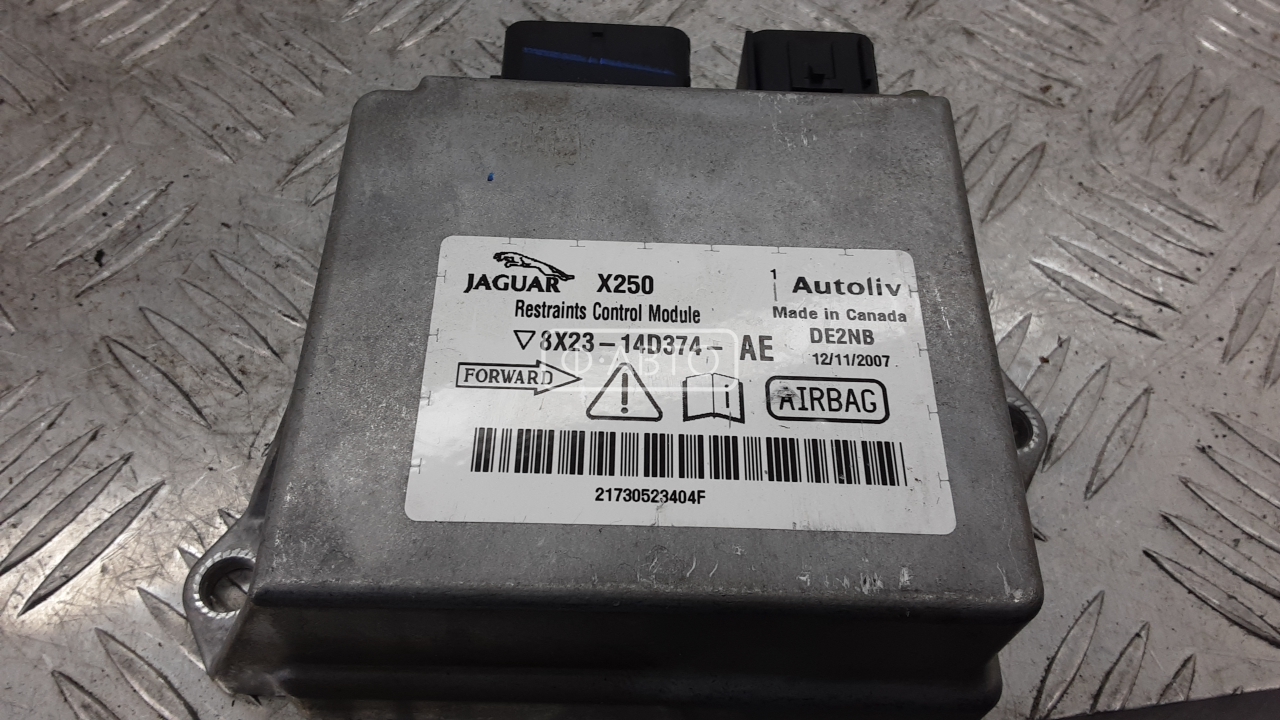 JAGUAR X250
1 Autoliv
Restraints Control Module
Made in Canada
8X23-14D374-AE
DE2NB
12/11/2007
Ф-АВТО
FORWARD
! i
AIRBAG
21730523404F